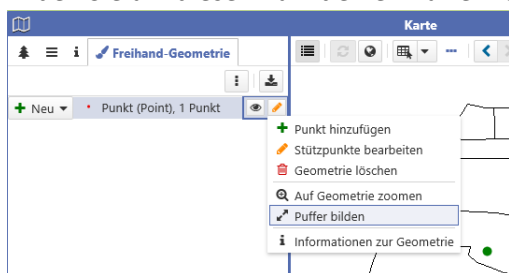 Karte
i Freihand-Geometrie
Neu Punkt (Point), 1 Punkt
Punkt hinzufügen
Stützpunkte bearbeiten
Geometrie löschen
Auf Geometrie zoomen
Puffer bilden
Informationen zur Geometrie